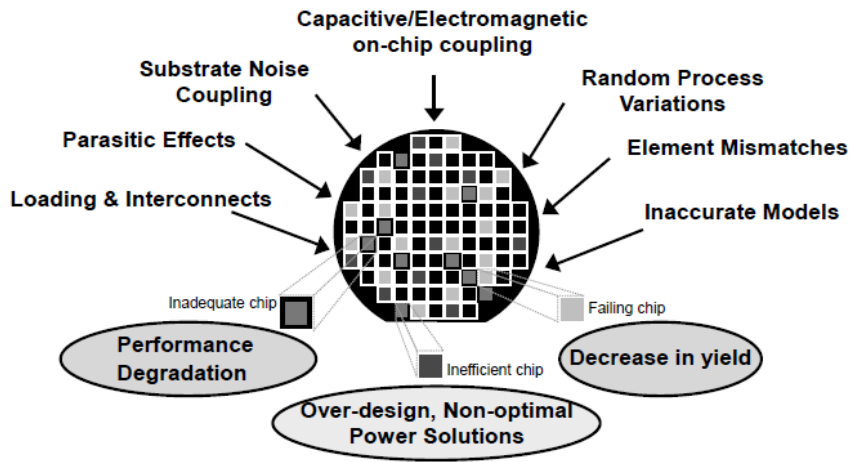 Capacitive/Electromagnetic
on-chip coupling
Substrate Noise
Coupling
Random Process
Variations
Parasitic Effects
Element Mismatches
Loading & Interconnects
Inaccurate Models
Inadequate chip
Failing chip
Performance
Degradation
Inefficient chip
Decrease in yield
Over-design, Non-optimal
Power Solutions